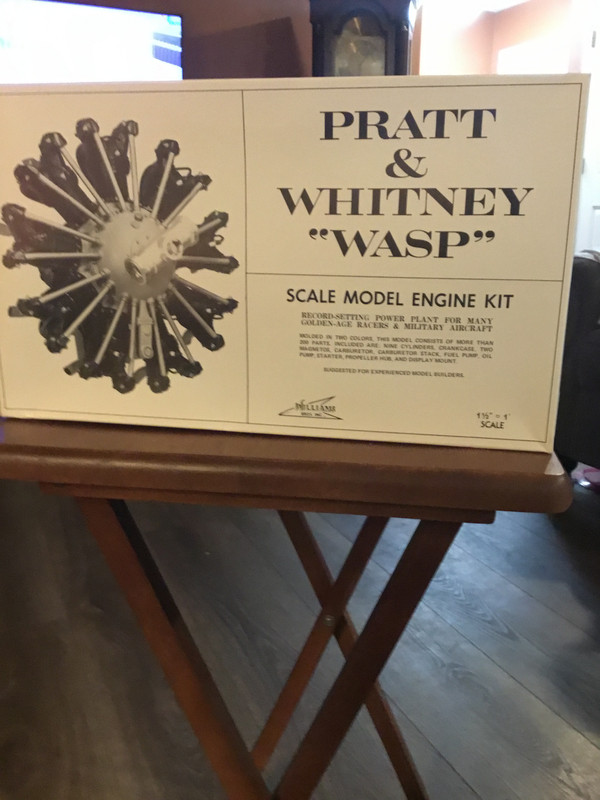 PRATT
&
WHITNEY
“WASP”
SCALE MODEL ENGINE KIT
RECORD-SETTING POWER PLANT FOR MANY
GOLDEN-AGE RACERS & MILITARY AIRCRAFT
MOLDED IN TWO COLORS, THIS MODEL CONSISTS OF MORE THAN
200 PARTS. INCLUDED ARE: NINE CYLINDERS, CRANKCASE, TWO
MAGNETOS, CARBURETOR, CARBURETOR STACK, FUEL PUMP, OIL
PUMP, STARTER, PROPELLER HUB, AND DISPLAY MOUNT.
SUGGESTED FOR EXPERIENCED MODEL BUILDERS.
WILLIAMS
BROS. INC.
1½" = 1'
SCALE